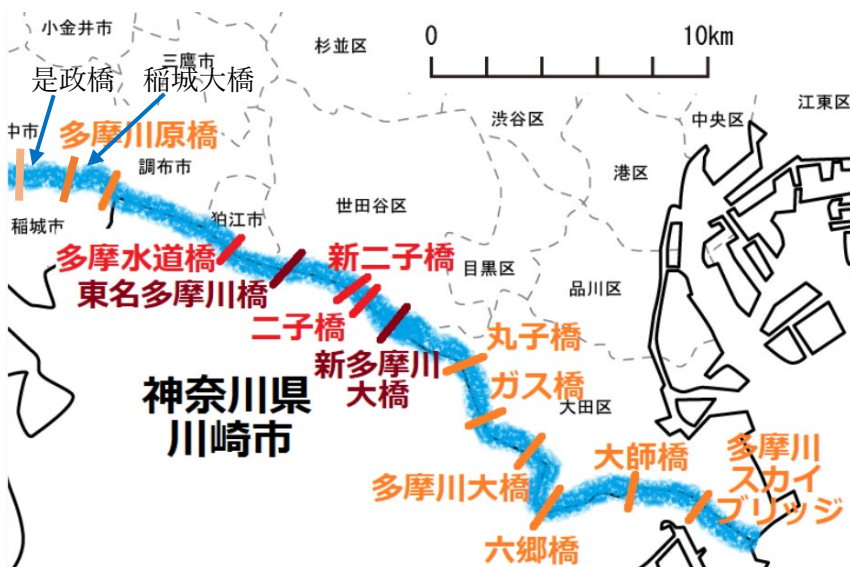 小金井市
三鷹市
杉並区
0 10km
是政橋 稲城大橋
中市
多摩川原橋
調布市
渋谷区
中央区
江東区
港区
稲城市
狛江市
世田谷区
多摩水道橋
新二子橋
目黒区
東名多摩川橋
品川区
二子橋
丸子橋
新多摩川
大橋
ガス橋
神奈川県
川崎市
大田区
多摩川大橋
大師橋
多摩川
スカイ
ブリッジ
六郷橋